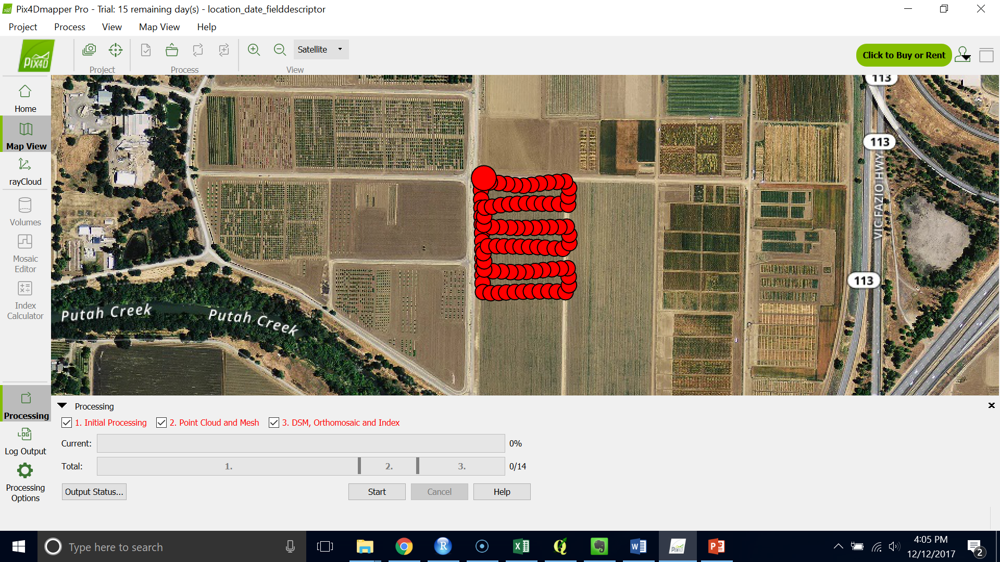 Pix4Dmapper Pro - Trial: 15 remaining day(s) - location_date_fielddescriptor
Project Process View Map View Help
PIX4D
Satellite
Project Process View
Click to Buy or Rent
Home
Map View
rayCloud
Volumes
Mosaic
Editor
Index
Calculator
Processing
LOG
Log Output
Processing
Options
113
113
VIC FAZIO HWY
113
Putah Creek
Putah Creek
Processing
1. Initial Processing 2. Point Cloud and Mesh 3. DSM, Orthomosaic and Index
Current: 0%
Total: 1. 2. 3. 0/14
Output Status... Start Cancel Help
Type here to search
4:05 PM
12/12/2017
2